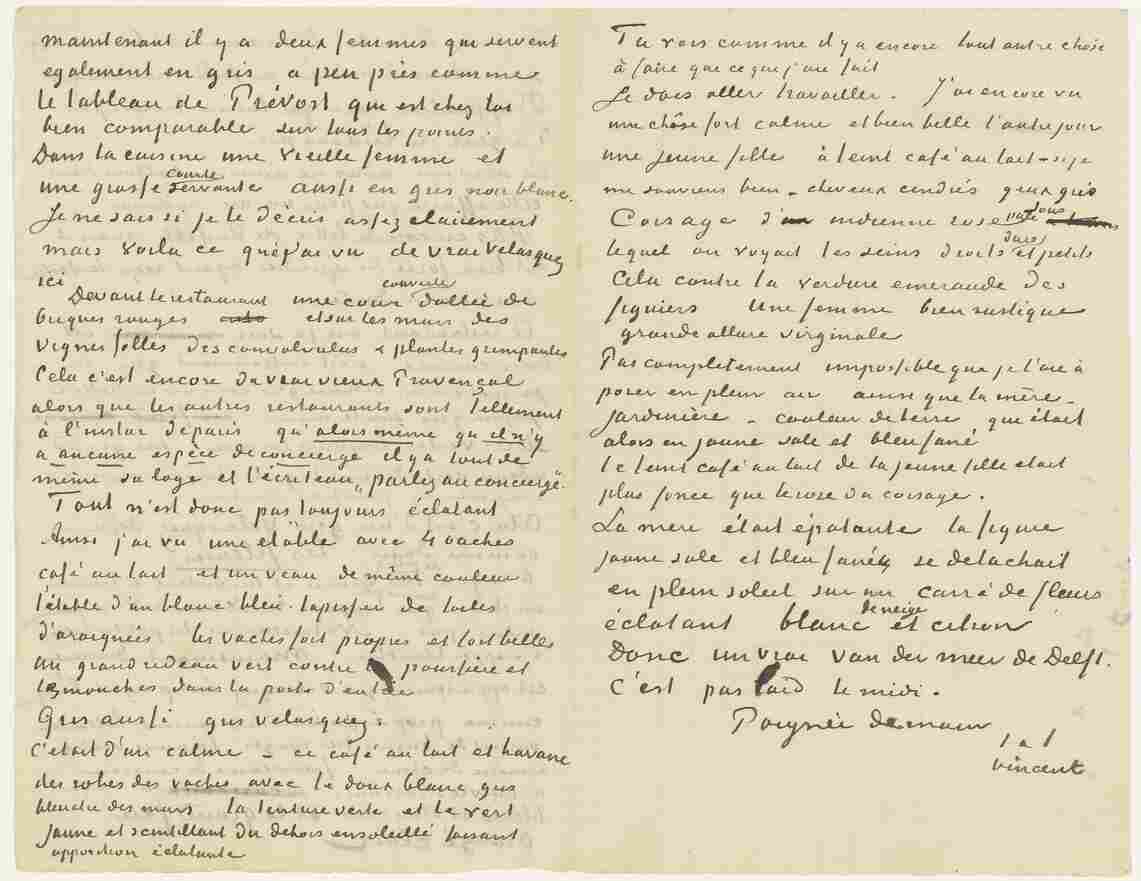 maintenant il y a deux femmes qui servent
egalement en gris a peu près comme
le tableau de Prévost qui est chez toi
bien comparable sur tous les points.
Dans la cuisine une vieille femme et
courte
une grosse servante aussi en gris noir blanc.
Je ne sais si je te décris assez clairement
mais voila ce que j'ai vu de vrai Velasquez
ici
couverte
Devant le restaurant une cour dallée de
briques rouges et sur les murs des
vignes folles des convolvulus & plantes grimpantes
Cela c'est encore du vrai vieux Provençal
alors que les autres restaurants sont tellement
à l'instar de paris qu'alors même qu'il n'y
a aucune espèce de concierge il y a tout de
même sa loge et l'écriteau „parlez au concierge.”
Tout n'est donc pas toujours éclatant
Ainsi j'ai vu une étable avec 4 vaches
café au lait et un veau de même couleur
l'étable d'un blanc bleu tapissée de toiles
d'araignées les vaches fort propres et fort belles
un grand rideau vert contre poussière et
les mouches dans la porte d'entrée
Gris aussi gris velasquez:
C'était d'un calme – ce café au lait et havane
des robes des vaches avec le doux blanc gris
bleuâtre des murs la tenture verte et le vert
jaune et scintillant du dehors ensoleillé faisant
opposition éclatante
Tu vois comme il y a encore tout autre chose
à faire que ce que j'ai fait
Je dois aller travailler. J'ai encore vu
une chôse fort calme et bien belle l'autre jour
une jeune fille à teint café au lait – si je
me souviens bien – cheveux cendrés yeux gris
Corsage d'indienne rose pale sous
lequel on voyait les seins droits durs et petits
Cela contre la verdure emeraude des
figuiers Une femme bien rustique
grande allure virginale
Pas completement impossible que je l'aie à
poser en plein air ainsi que la mère –
jardinière – couleur de terre qui était
alors en jaune sale et bleu fané
le teint café au lait de la jeune fille etait
plus foncé que le rose du corsage.
La mere était épatante la figure
jaune sale et bleu fané se detachait
en plein soleil sur un carré de fleurs
de neige
éclatant blanc et citron
Donc un vrai Van der meer de Delft.
C'est pas laid le midi.
Poignée de main
t. à t.
Vincent